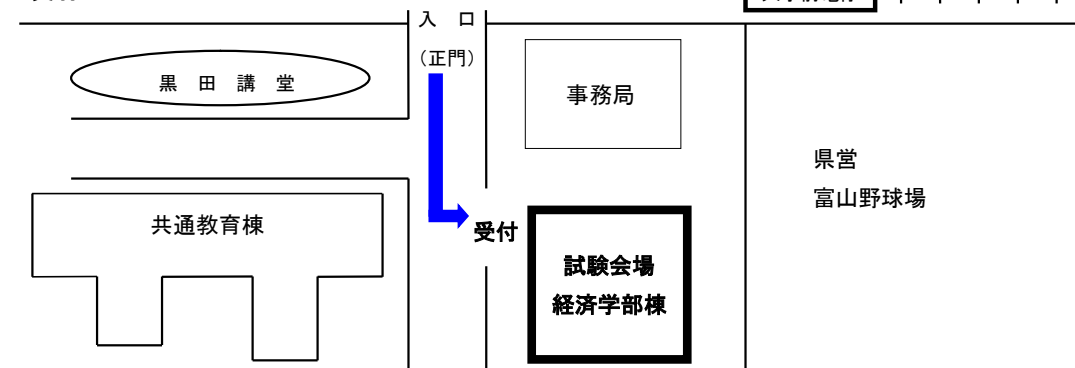 入 口
(正門)
黒 田 講 堂
事務局
県営
富山野球場
共通教育棟
受付
試験会場
経済学部棟